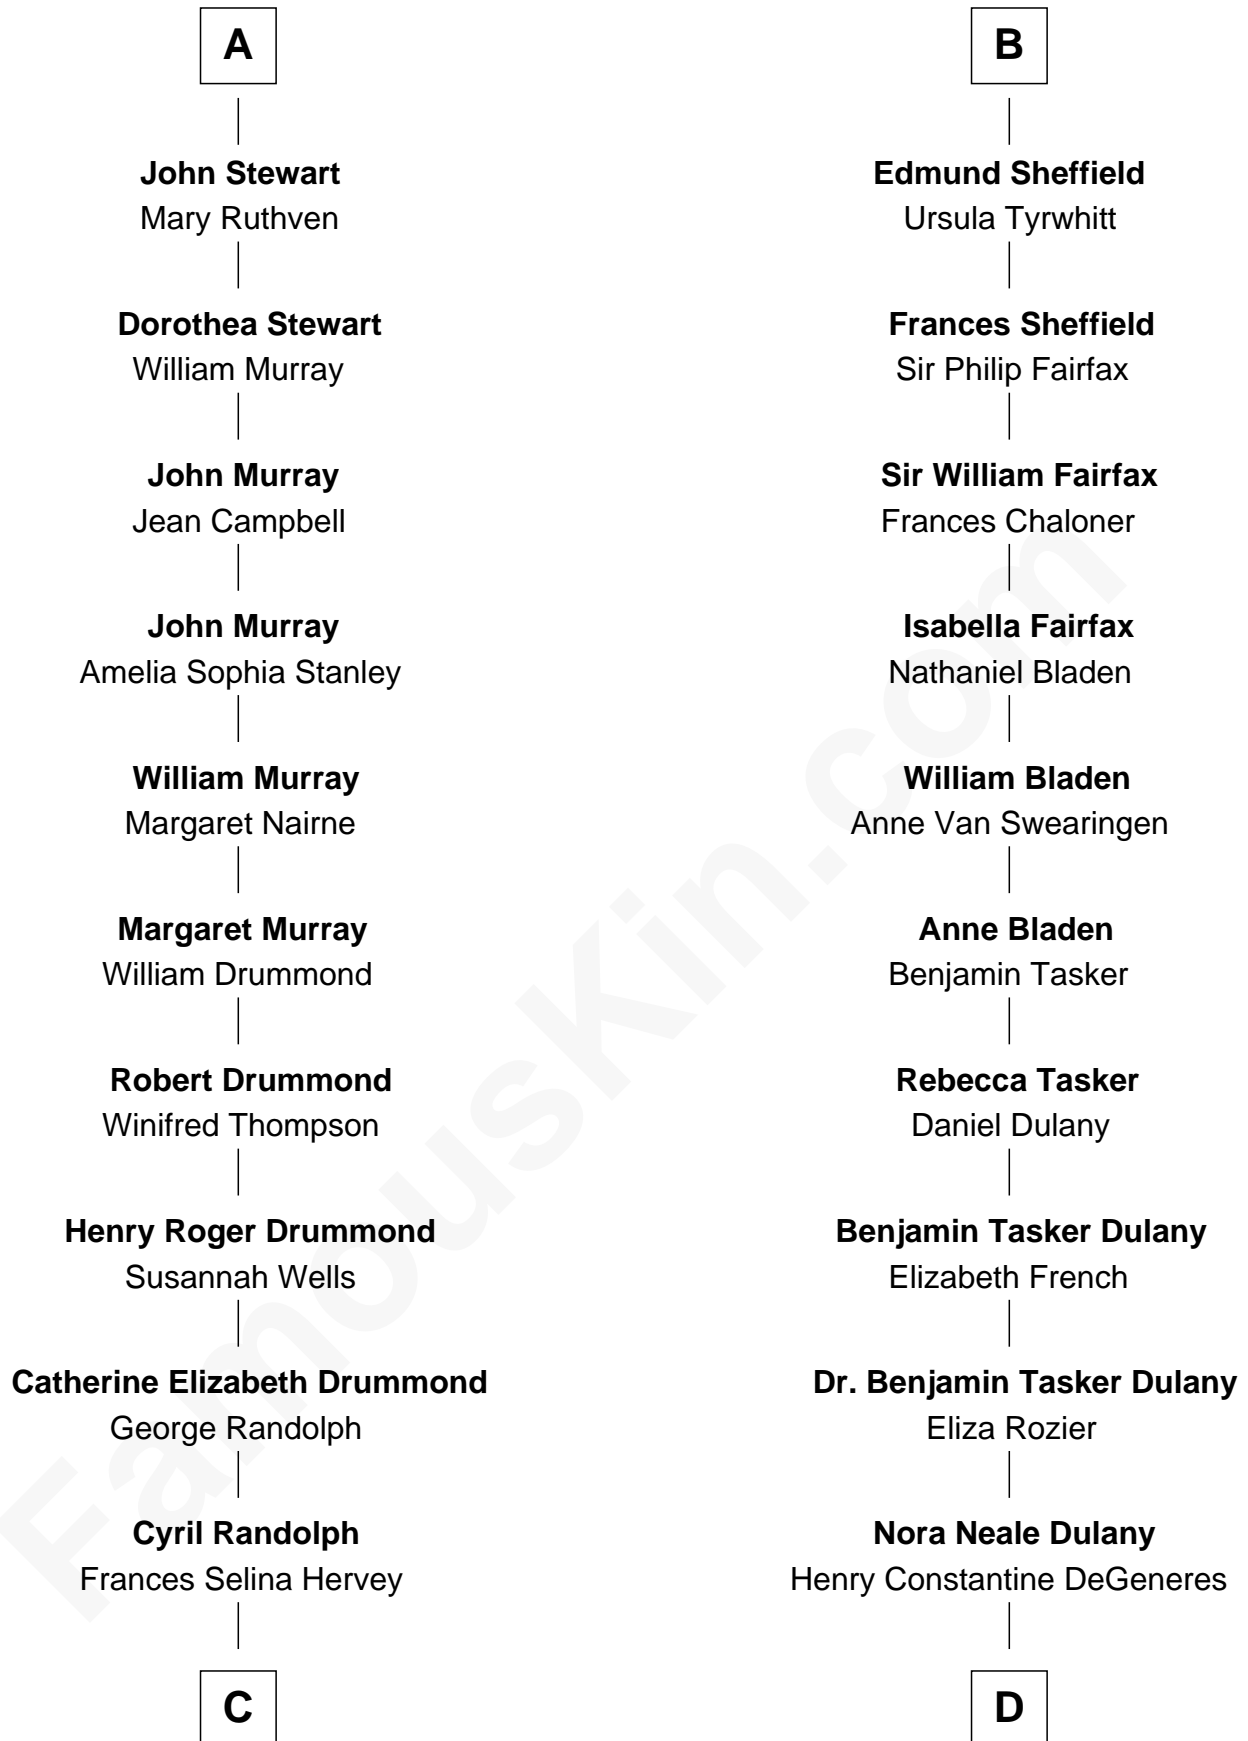 A
John Stewart
Mary Ruthven
Dorothea Stewart
William Murray
John Murray
Jean Campbell
John Murray
Amelia Sophia Stanley
William Murray
Margaret Nairne
Margaret Murray
William Drummond
Robert Drummond
Winifred Thompson
Henry Roger Drummond
Susannah Wells
Catherine Elizabeth Drummond
George Randolph
Cyril Randolph
Frances Selina Hervey
C
B
Edmund Sheffield
Ursula Tyrwhitt
Frances Sheffield
Sir Philip Fairfax
Sir William Fairfax
Frances Chaloner
Isabella Fairfax
Nathaniel Bladen
William Bladen
Anne Van Swearingen
Anne Bladen
Benjamin Tasker
Rebecca Tasker
Daniel Dulany
Benjamin Tasker Dulany
Elizabeth French
Dr. Benjamin Tasker Dulany
Eliza Rozier
Nora Neale Dulany
Henry Constantine DeGeneres
D
FamousKin.com